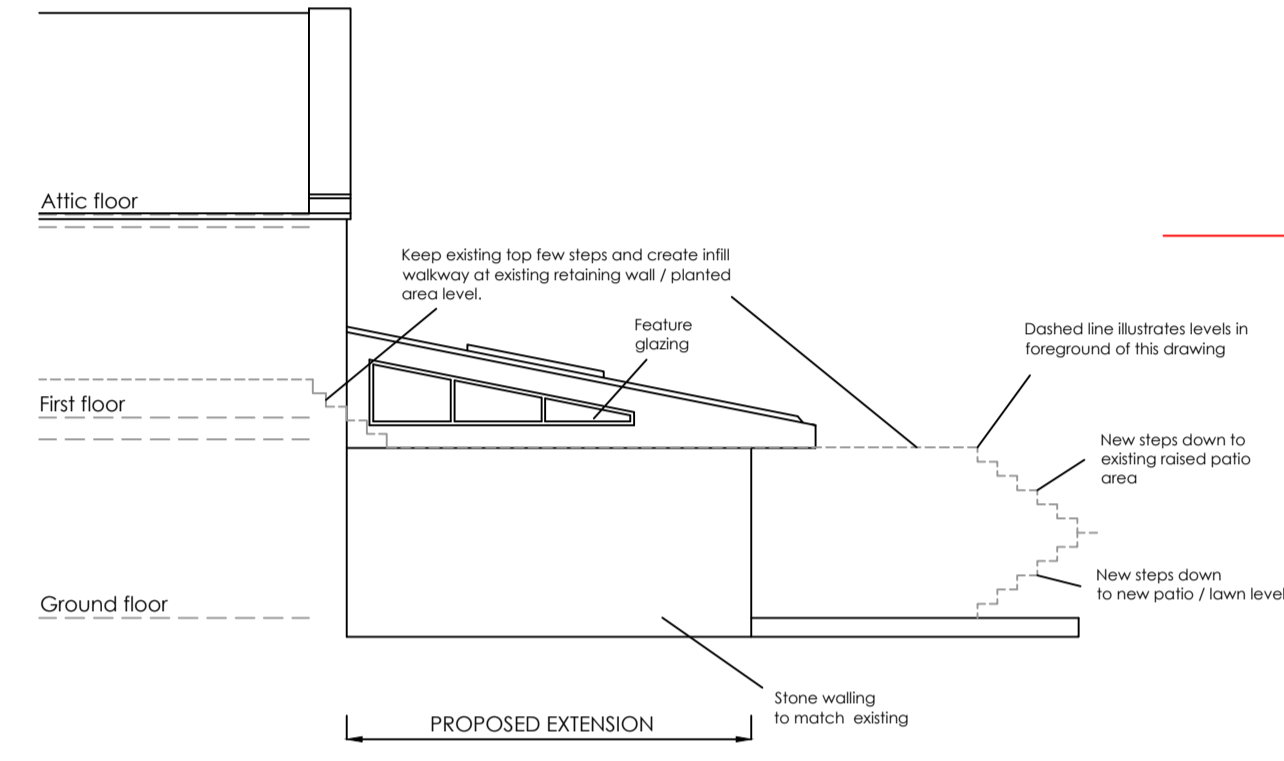 Attic floor
Keep existing top few steps and create infill
walkway at existing retaining wall / planted
area level.
Feature
glazing
Dashed line illustrates levels in
foreground of this drawing
First floor
New steps down to
existing raised patio
area
New steps down
to new patio / lawn level
Ground floor
Stone walling
to match existing
PROPOSED EXTENSION